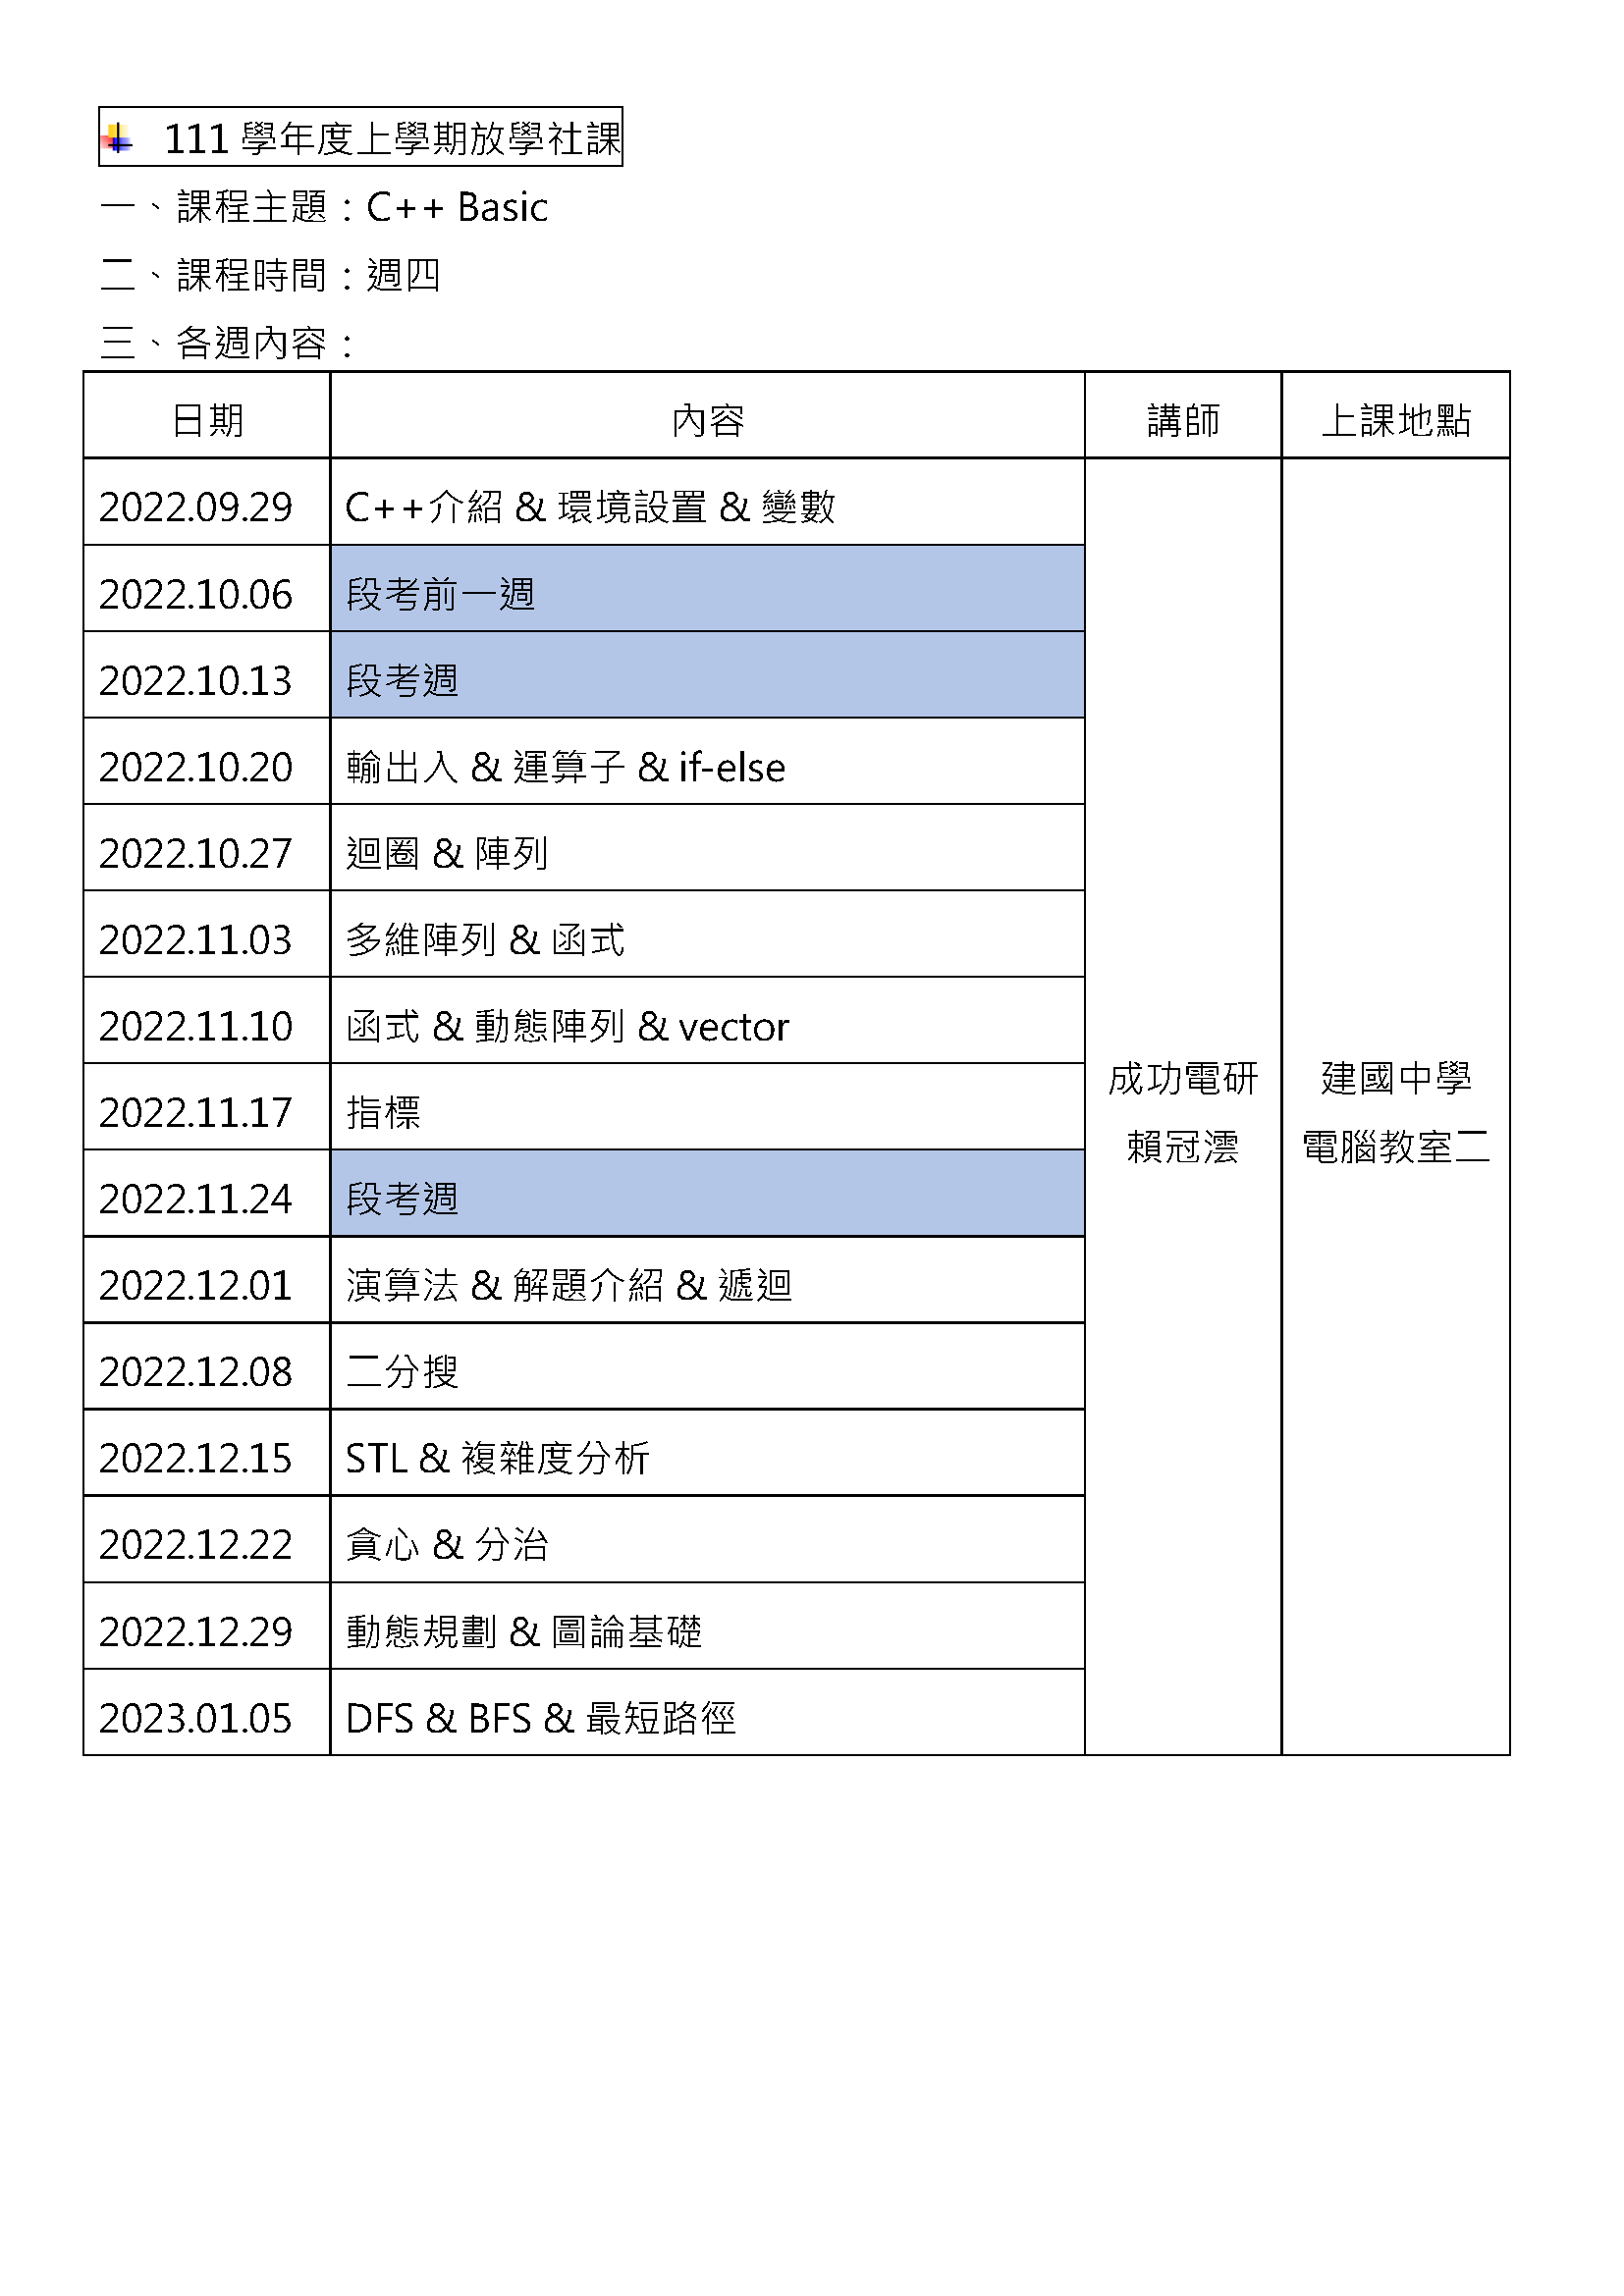 111 學年度上學期放學社課
一、課程主題：C++ Basic
二、課程時間：週四
三、各週內容：
日期 內容 講師 上課地點
2022.09.29 C++介紹 & 環境設置 & 變數
2022.10.06 段考前一週
2022.10.13 段考週
2022.10.20 輸出入 & 運算子 & if-else
2022.10.27 迴圈 & 陣列
2022.11.03 多維陣列 & 函式
2022.11.10 函式 & 動態陣列 & vector
成功電研 建國中學
2022.11.17 指標
賴冠澐 電腦教室二
2022.11.24 段考週
2022.12.01 演算法 & 解題介紹 & 遞迴
2022.12.08 二分搜
2022.12.15 STL & 複雜度分析
2022.12.22 貪心 & 分治
2022.12.29 動態規劃 & 圖論基礎
2023.01.05 DFS & BFS & 最短路徑